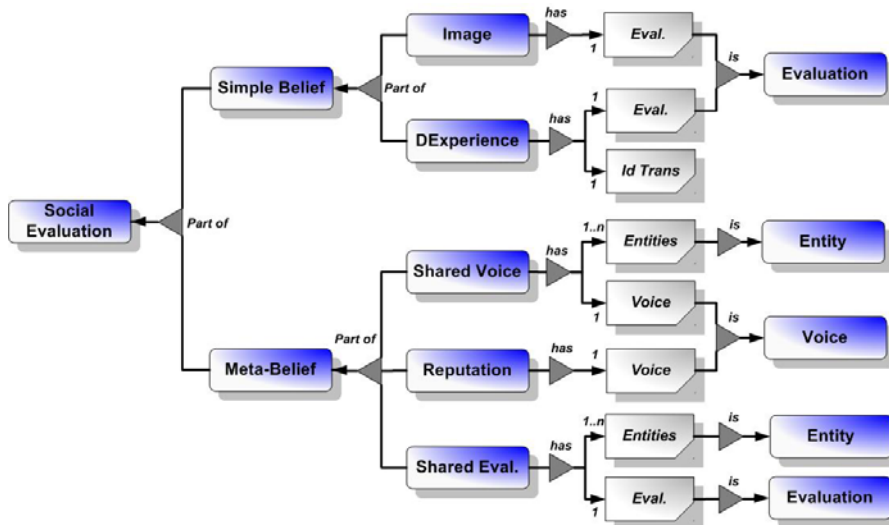 Image
has
1
Eval.
is
Evaluation
Simple Belief
Part of
has
1
Eval.
DExperience
1
Id Trans
Social
Evaluation
Part of
1..n
Entities
is
Entity
Shared Voice
has
1
Voice
is
Voice
Meta-Belief
Part of
Reputation
has
1
Voice
1..n
Entities
is
Entity
Shared Eval.
has
1
Eval.
is
Evaluation